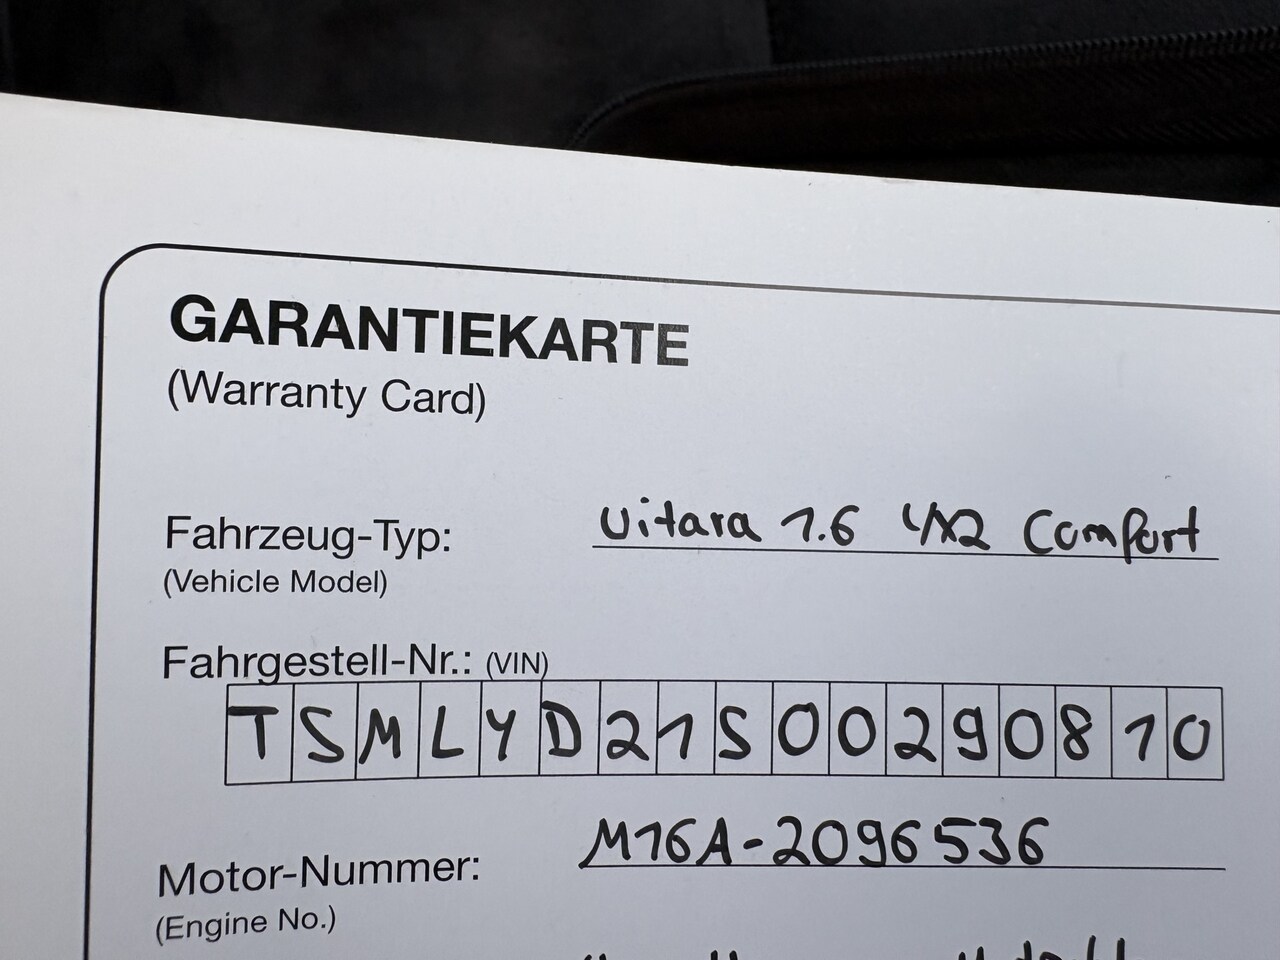 GARANTIEKARTE
(Warranty Card)
Fahrzeug-Typ: Vitara 1.6 4x2 Comfort
(Vehicle Model)
Fahrgestell-Nr.: (VIN)
TSMLYD21S00290810
Motor-Nummer: M16A-2096536
(Engine No.)